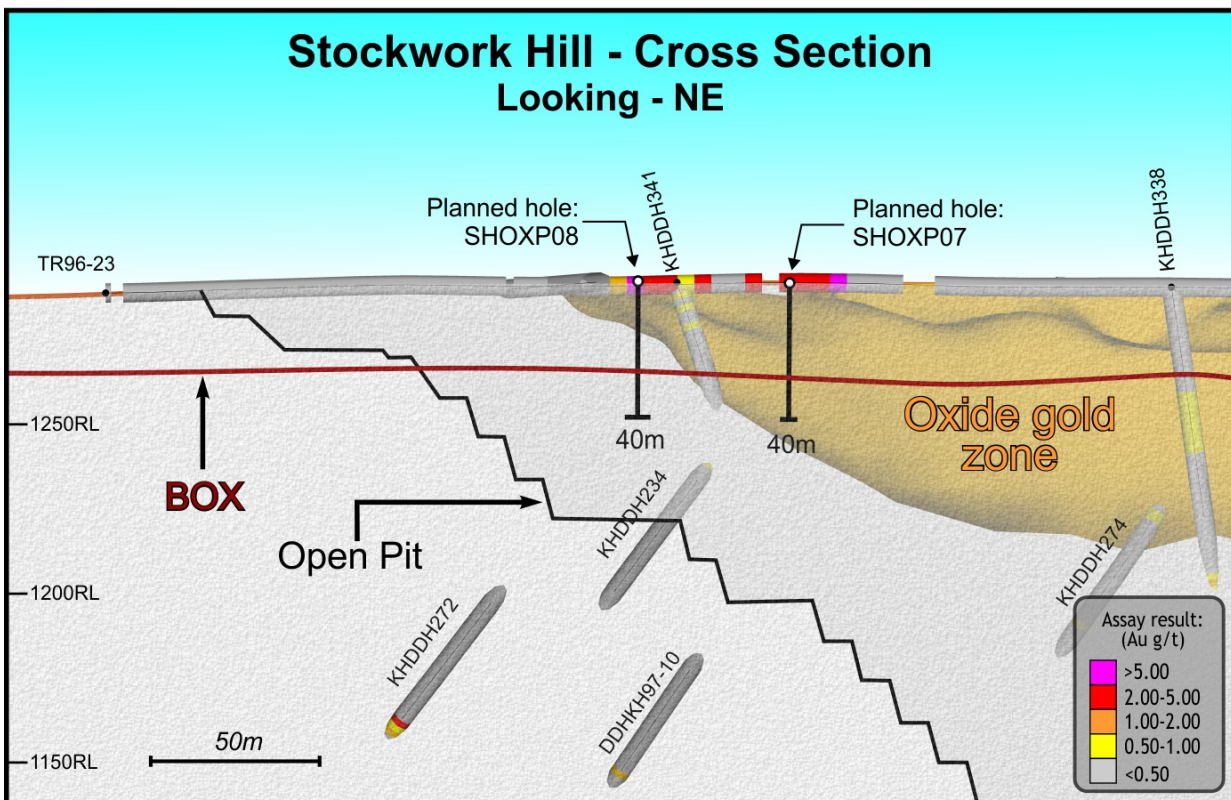 Stockwork Hill - Cross Section
Looking - NE
Planned hole:
SHOXP08
KHDDH341
Planned hole:
SHOXP07
KHDDH338
TR96-23
1250RL
40m
40m
Oxide gold
zone
BOX
Open Pit
KHDDH234
KHDDH274
1200RL
KHDDH272
DDHKH97-10
50m
1150RL
Assay result:
(Au g/t)
>5.00
2.00-5.00
1.00-2.00
0.50-1.00
<0.50